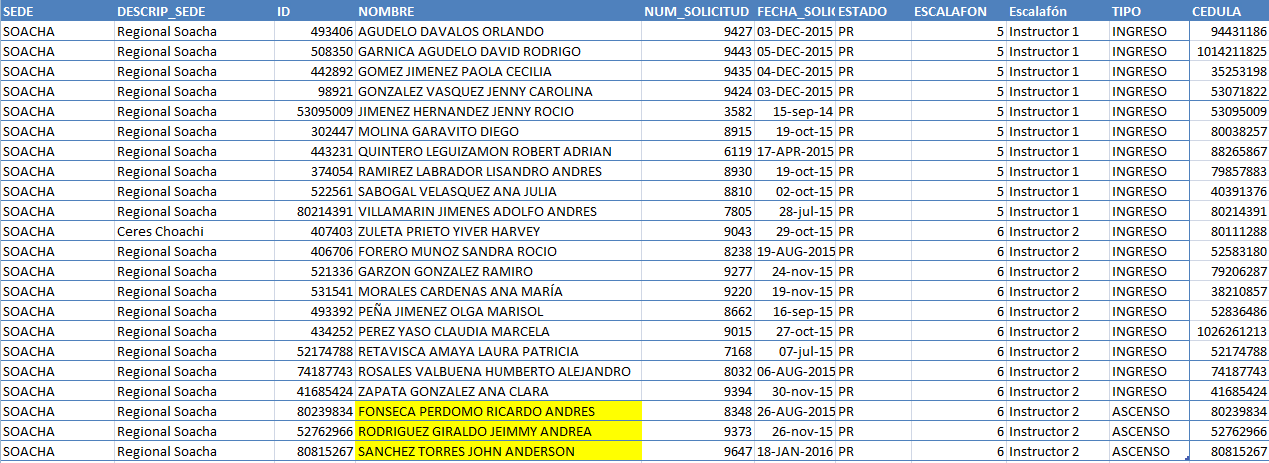 SEDE DESCRIP_SEDE ID NOMBRE NUM_SOLICITUD FECHA_SOLIC ESTADO ESCALAFON Escalafón TIPO CEDULA
SOACHA Regional Soacha 493406 AGUDELO DAVALOS ORLANDO 9427 03-DEC-2015 PR 5 Instructor 1 INGRESO 94431186
SOACHA Regional Soacha 508350 GARNICA AGUDELO DAVID RODRIGO 9443 05-DEC-2015 PR 5 Instructor 1 INGRESO 1014211825
SOACHA Regional Soacha 442892 GOMEZ JIMENEZ PAOLA CECILIA 9435 04-DEC-2015 PR 5 Instructor 1 INGRESO 35253198
SOACHA Regional Soacha 98921 GONZALEZ VASQUEZ JENNY CAROLINA 9424 03-DEC-2015 PR 5 Instructor 1 INGRESO 53071822
SOACHA Regional Soacha 53095009 JIMENEZ HERNANDEZ JENNY ROCIO 3582 15-sep-14 PR 5 Instructor 1 INGRESO 53095009
SOACHA Regional Soacha 302447 MOLINA GARAVITO DIEGO 8915 19-oct-15 PR 5 Instructor 1 INGRESO 80038257
SOACHA Regional Soacha 443231 QUINTERO LEGUIZAMON ROBERT ADRIAN 6119 17-APR-2015 PR 5 Instructor 1 INGRESO 88265867
SOACHA Regional Soacha 374054 RAMIREZ LABRADOR LISANDRO ANDRES 8930 19-oct-15 PR 5 Instructor 1 INGRESO 79857883
SOACHA Regional Soacha 522561 SABOGAL VELASQUEZ ANA JULIA 8810 02-oct-15 PR 5 Instructor 1 INGRESO 40391376
SOACHA Regional Soacha 80214391 VILLAMARIN JIMENES ADOLFO ANDRES 7805 28-jul-15 PR 5 Instructor 1 INGRESO 80214391
SOACHA Ceres Choachi 407403 ZULETA PRIETO YIVER HARVEY 9043 29-oct-15 PR 6 Instructor 2 INGRESO 80111288
SOACHA Regional Soacha 406706 FORERO MUNOZ SANDRA ROCIO 8238 19-AUG-2015 PR 6 Instructor 2 INGRESO 52583180
SOACHA Regional Soacha 521336 GARZON GONZALEZ RAMIRO 9277 24-nov-15 PR 6 Instructor 2 INGRESO 79206287
SOACHA Regional Soacha 531541 MORALES CARDENAS ANA MARÍA 9220 19-nov-15 PR 6 Instructor 2 INGRESO 38210857
SOACHA Regional Soacha 493392 PEÑA JIMENEZ OLGA MARISOL 8662 16-sep-15 PR 6 Instructor 2 INGRESO 52836486
SOACHA Regional Soacha 434252 PEREZ YASO CLAUDIA MARCELA 9015 27-oct-15 PR 6 Instructor 2 INGRESO 1026261213
SOACHA Regional Soacha 52174788 RETAVISCA AMAYA LAURA PATRICIA 7168 07-jul-15 PR 6 Instructor 2 INGRESO 52174788
SOACHA Regional Soacha 74187743 ROSALES VALBUENA HUMBERTO ALEJANDRO 8032 06-AUG-2015 PR 6 Instructor 2 INGRESO 74187743
SOACHA Regional Soacha 41685424 ZAPATA GONZALEZ ANA CLARA 9394 30-nov-15 PR 6 Instructor 2 INGRESO 41685424
SOACHA Regional Soacha 80239834 FONSECA PERDOMO RICARDO ANDRES 8348 26-AUG-2015 PR 6 Instructor 2 ASCENSO 80239834
SOACHA Regional Soacha 52762966 RODRIGUEZ GIRALDO JEIMMY ANDREA 9373 26-nov-15 PR 6 Instructor 2 ASCENSO 52762966
SOACHA Regional Soacha 80815267 SANCHEZ TORRES JOHN ANDERSON 9647 18-JAN-2016 PR 6 Instructor 2 ASCENSO 80815267